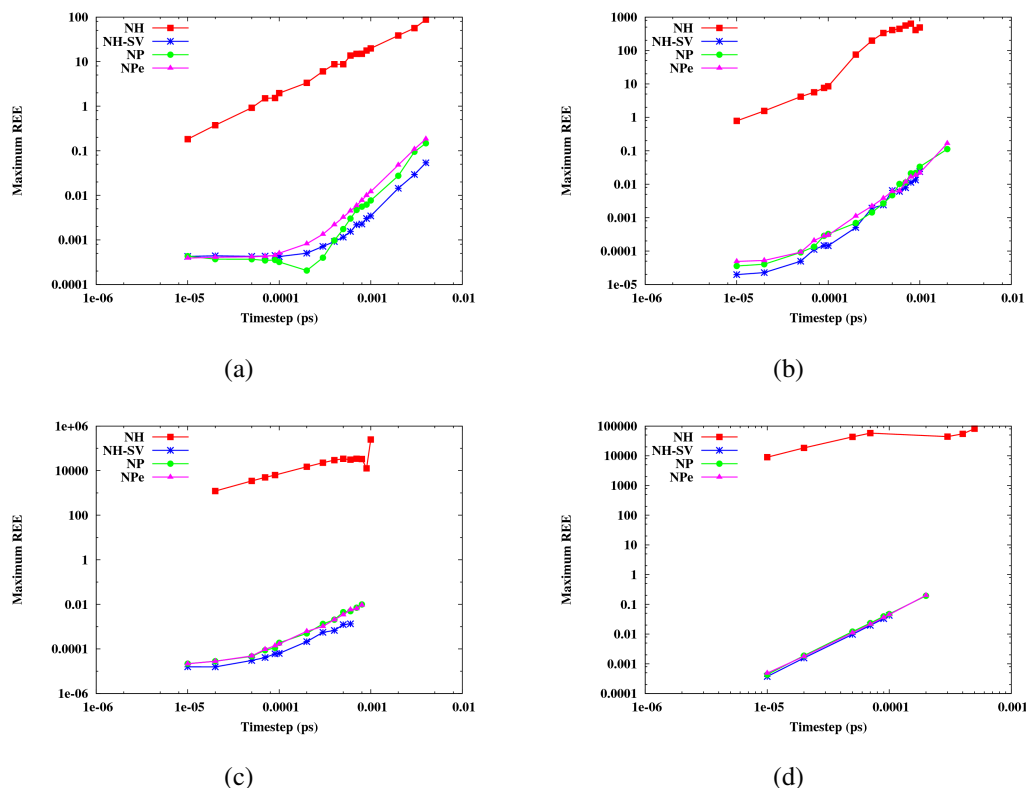 NH
NH-SV
NP
NPe
100
10
1
0.1
0.01
0.001
0.0001
Maximum REE
1e-06
1e-05
0.0001
0.001
0.01
Timestep (ps)
(a)
NH
NH-SV
NP
NPe
1000
100
10
1
0.1
0.01
0.001
0.0001
1e-05
Maximum REE
1e-06
1e-05
0.0001
0.001
0.01
Timestep (ps)
(b)
NH
NH-SV
NP
NPe
1e+06
10000
100
1
0.01
0.0001
1e-06
Maximum REE
1e-06
1e-05
0.0001
0.001
0.01
Timestep (ps)
(c)
NH
NH-SV
NP
NPe
100000
10000
1000
100
10
1
0.1
0.01
0.001
0.0001
Maximum REE
1e-06
1e-05
0.0001
0.001
Timestep (ps)
(d)